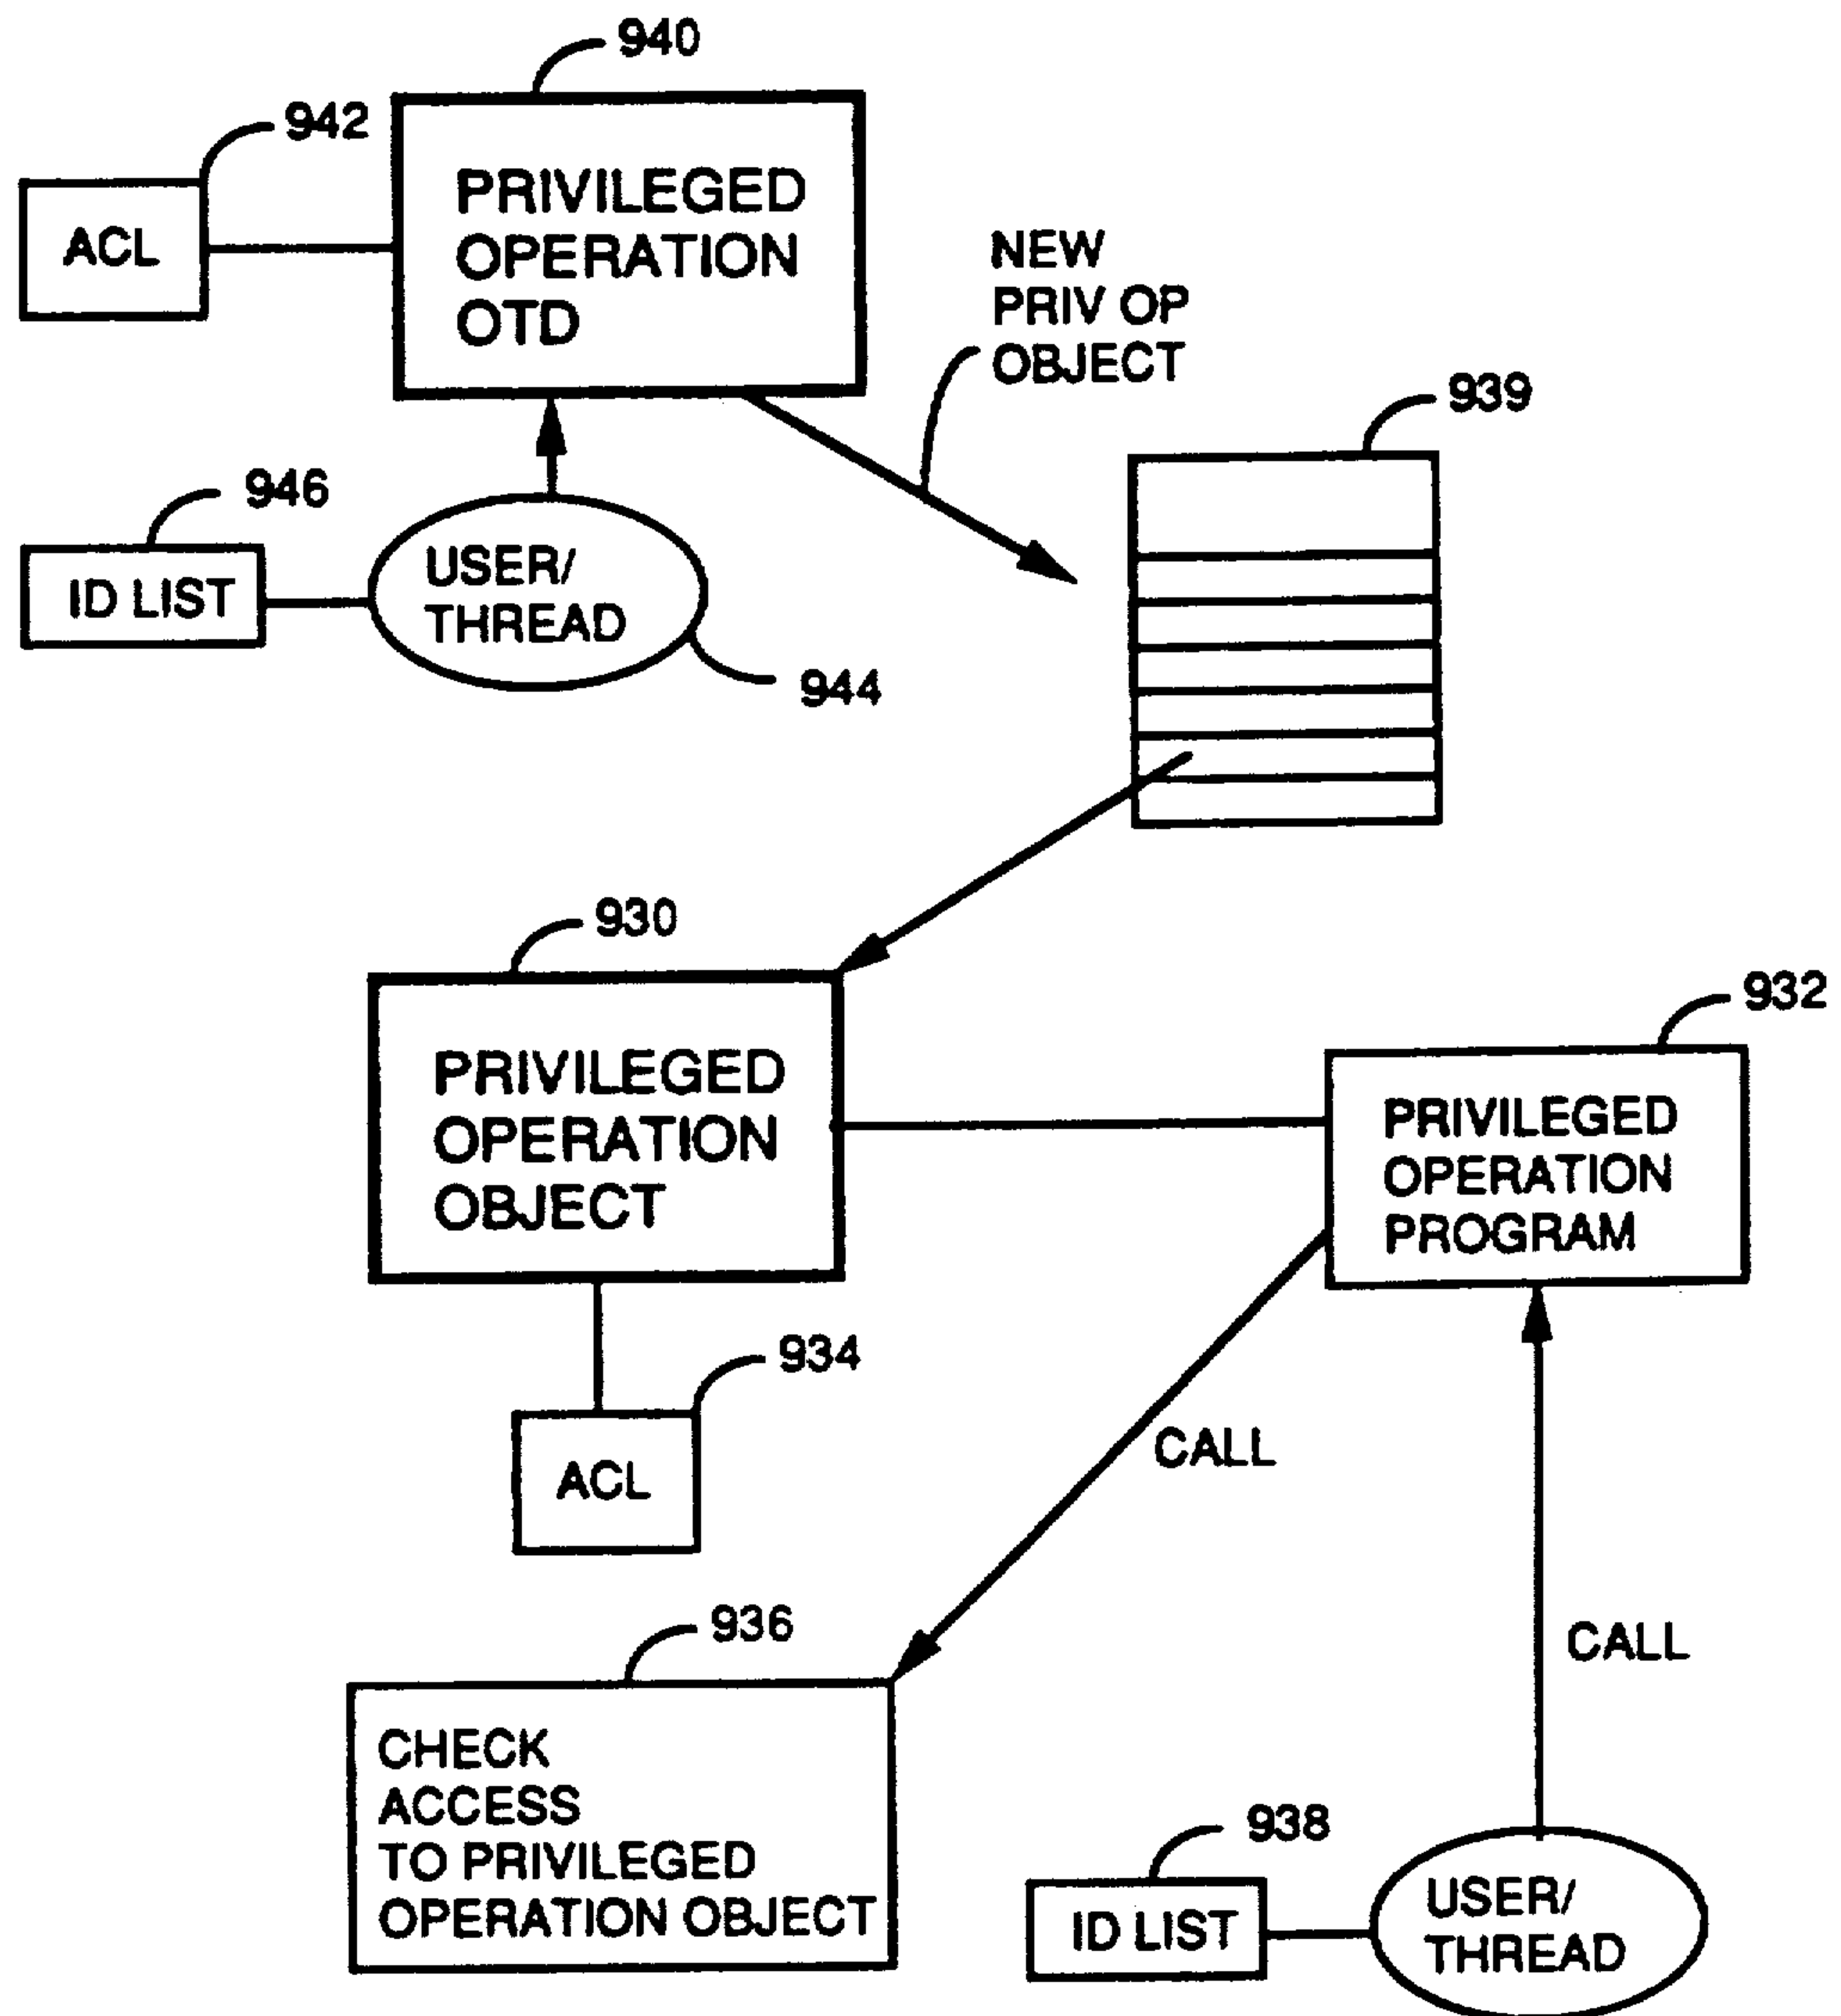 940
942
PRIVILEGED
OPERATION
OTD
ACL
NEW
PRIV OP
OBJECT
939
946
USER/
THREAD
ID LIST
944
930
932
PRIVILEGED
OPERATION
OBJECT
PRIVILEGED
OPERATION
PROGRAM
934
ACL
CALL
936
CALL
CHECK
ACCESS
TO PRIVILEGED
OPERATION OBJECT
938
ID LIST
USER/
THREAD